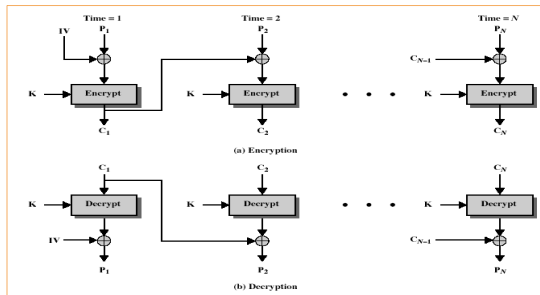 Time = 1 Time = 2 Time = N
IV P1 P2 PN
CN–1
K Encrypt K Encrypt • • • K Encrypt
C1 C2 CN
(a) Encryption
C1 C2 CN
K Decrypt K Decrypt • • • K Decrypt
IV CN–1
P1 P2 PN
(b) Decryption